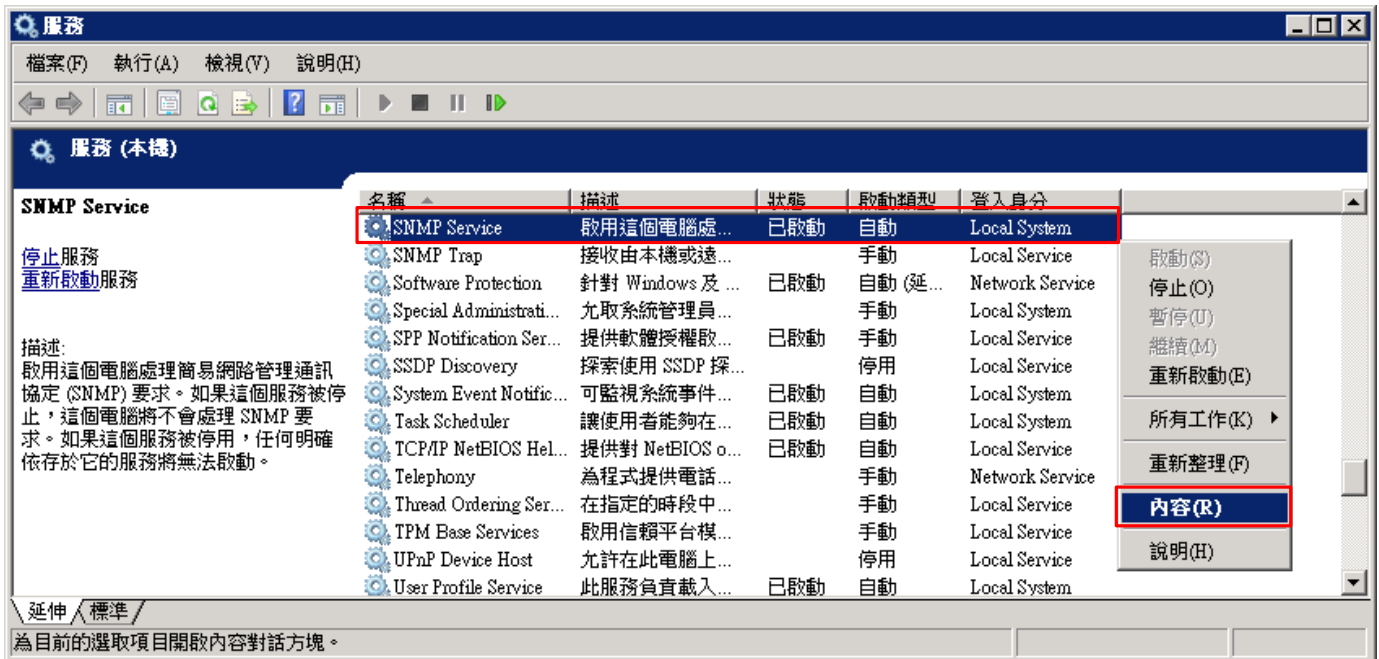 服務
檔案(F) 執行(A) 檢視(V) 說明(H)
服務 (本機)
SNMP Service
停止服務
重新啟動服務
描述:
啟用這個電腦處理簡易網路管理通訊
協定 (SNMP) 要求。如果這個服務被停
止，這個電腦將不會處理 SNMP 要
求。如果這個服務被停用，任何明確
依存於它的服務將無法啟動。
名稱 描述 狀態 啟動類型 登入身分
SNMP Service 啟用這個電腦處... 已啟動 自動 Local System
SNMP Trap 接收由本機或遠... 手動 Local Service
Software Protection 針對 Windows 及 ... 已啟動 自動 (延... Network Service
Special Administrati... 允取系統管理員... 手動 Local System
SPP Notification Ser... 提供軟體授權啟... 已啟動 手動 Local Service
SSDP Discovery 探索使用 SSDP 探... 停用 Local Service
System Event Notific... 可監視系統事件... 已啟動 自動 Local System
Task Scheduler 讓使用者能夠在... 已啟動 自動 Local System
TCP/IP NetBIOS Hel... 提供對 NetBIOS o... 已啟動 自動 Local Service
Telephony 為程式提供電話... 手動 Network Service
Thread Ordering Ser... 在指定的時段中... 手動 Local Service
TPM Base Services 啟用信賴平台模... 手動 Local Service
UPnP Device Host 允許在此電腦上... 停用 Local Service
User Profile Service 此服務負責載入... 已啟動 自動 Local System
啟動(S)
停止(O)
暫停(U)
繼續(M)
重新啟動(E)
所有工作(K)
重新整理(F)
內容(R)
說明(H)
延伸 標準
為目前的選取項目開啟內容對話方塊。